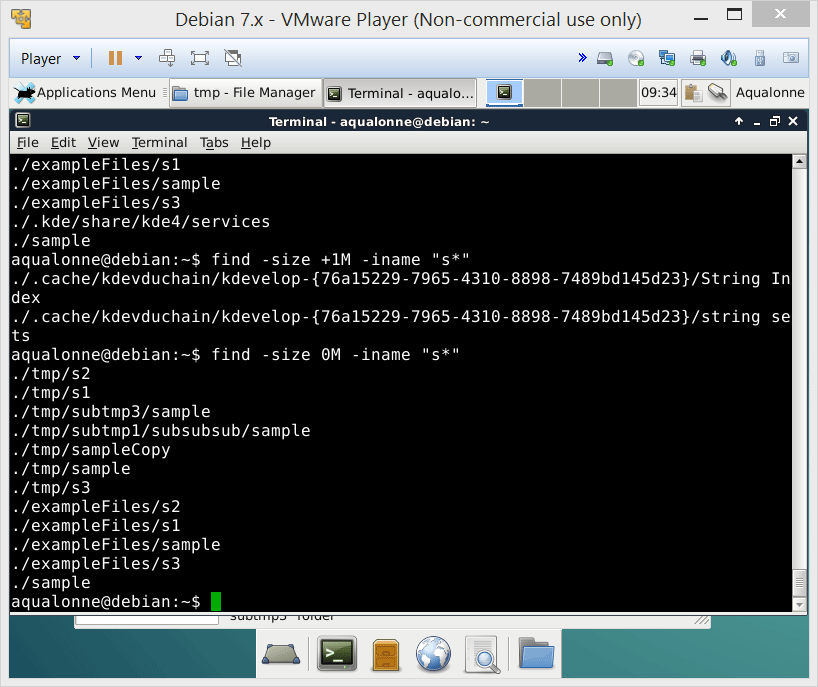 Debian 7.x - VMware Player (Non-commercial use only)
Player
Applications Menu
tmp - File Manager
Terminal - aqualo...
09:34
Aqualonne
Terminal - aqualonne@debian: ~
File Edit View Terminal Tabs Help
./exampleFiles/s1
./exampleFiles/sample
./exampleFiles/s3
./.kde/share/kde4/services
./sample
aqualonne@debian:~$ find -size +1M -iname "s*"
./.cache/kdevduchain/kdevelop-{76a15229-7965-4310-8898-7489bd145d23}/String In
dex
./.cache/kdevduchain/kdevelop-{76a15229-7965-4310-8898-7489bd145d23}/string se
ts
aqualonne@debian:~$ find -size 0M -iname "s*"
./tmp/s2
./tmp/s1
./tmp/subtmp3/sample
./tmp/subtmp1/subsubsub/sample
./tmp/sampleCopy
./tmp/sample
./tmp/s3
./exampleFiles/s2
./exampleFiles/s1
./exampleFiles/sample
./exampleFiles/s3
./sample
aqualonne@debian:~$
folder